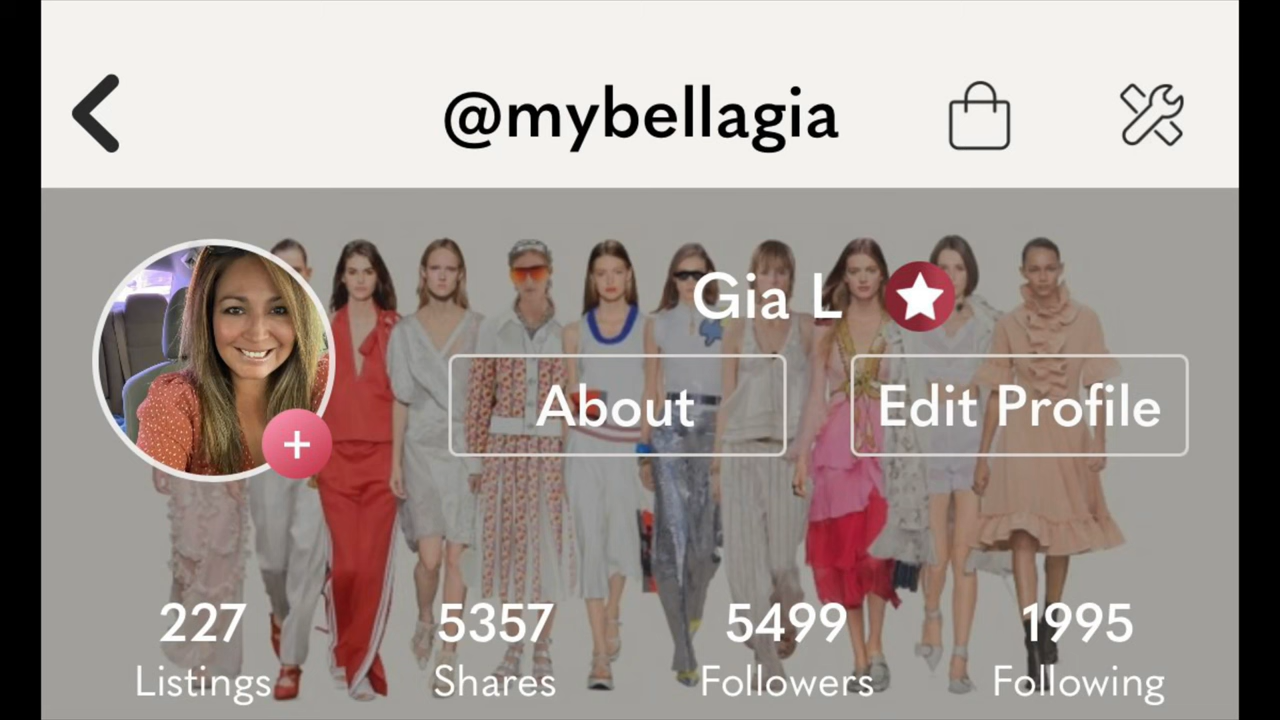 @mybellagia
Gia L
About
Edit Profile
227
5357
5499
1995
Listings
Shares
Followers
Following